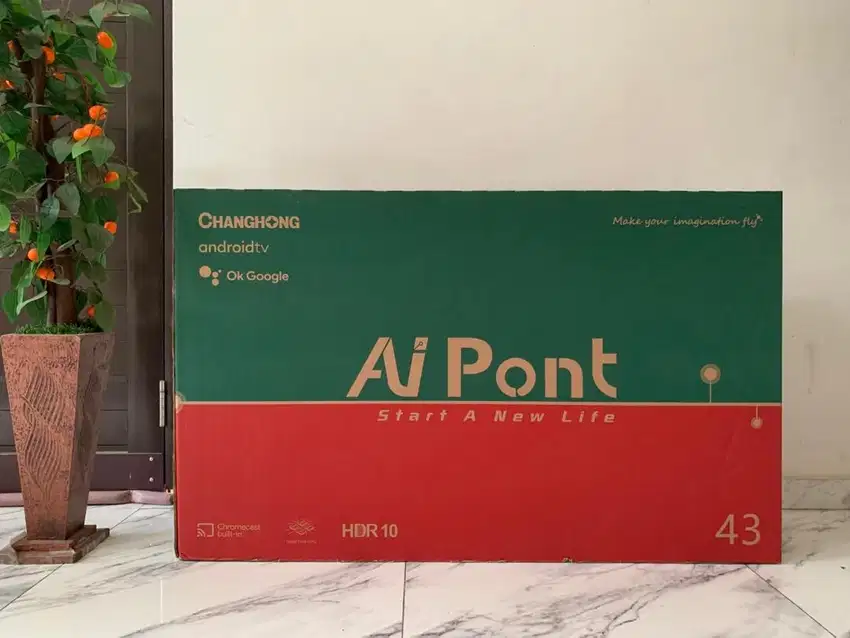 CHANGHONG
androidtv
Ok Google
Make your imagination fly
Ai Pont
Start A New Life
Chromecast
built-in
HDR 10
43